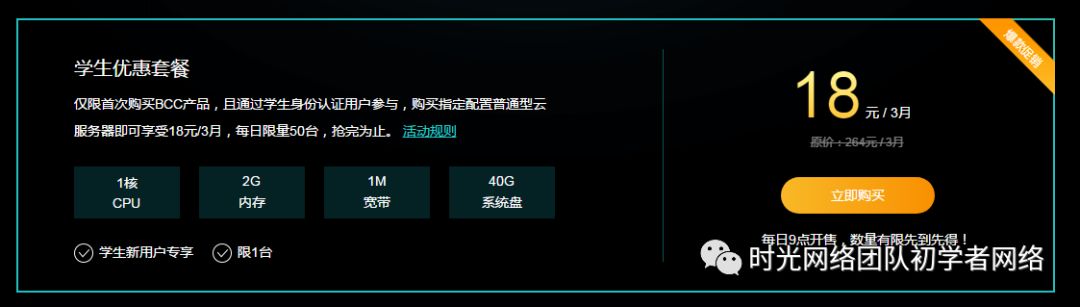 学生优惠套餐
仅限首次购买BCC产品，且通过学生身份认证用户参与，购买指定配置普通型云
服务器即可享受18元/3月，每日限量50台，抢完为止。 活动规则
1核
CPU
2G
内存
1M
宽带
40G
系统盘
学生新用户专享
限1台
爆款促销
18 元 / 3月
原价：264元 / 3月
立即购买
每日9点开售，数量有限先到先得！
时光网络团队初学者网络